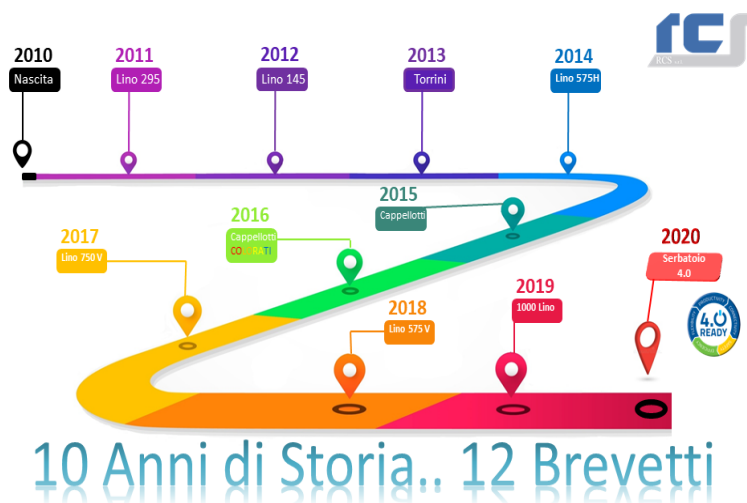 rcs
RCS s.r.l.
2010
Nascita
2011
Lino 295
2012
Lino 145
2013
Torrini
2014
Lino 575H
2015
Cappellotti
2016
Cappellotti
COLORATI
2017
Lino 750 V
2018
Lino 575 V
2019
1000 Lino
2020
Serbatoio
4.0
4.0
READY
10 Anni di Storia.. 12 Brevetti